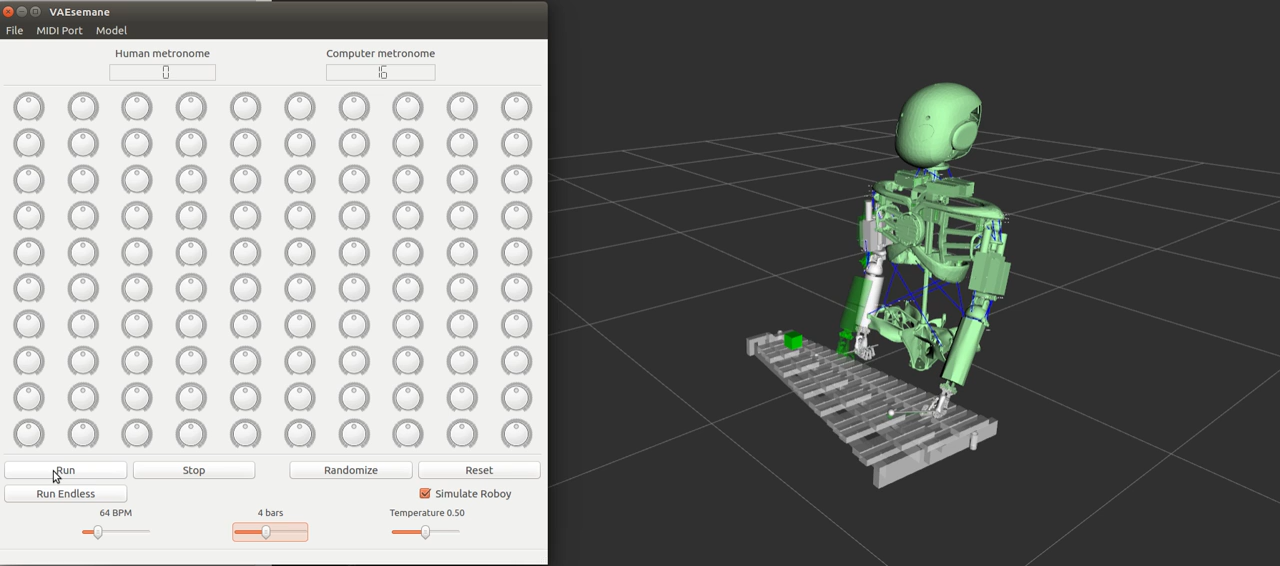 VAEsemane
File MIDI Port Model
Human metronome Computer metronome
0 16
Run Stop Randomize Reset
Run Endless Simulate Roboy
64 BPM 4 bars Temperature 0.50